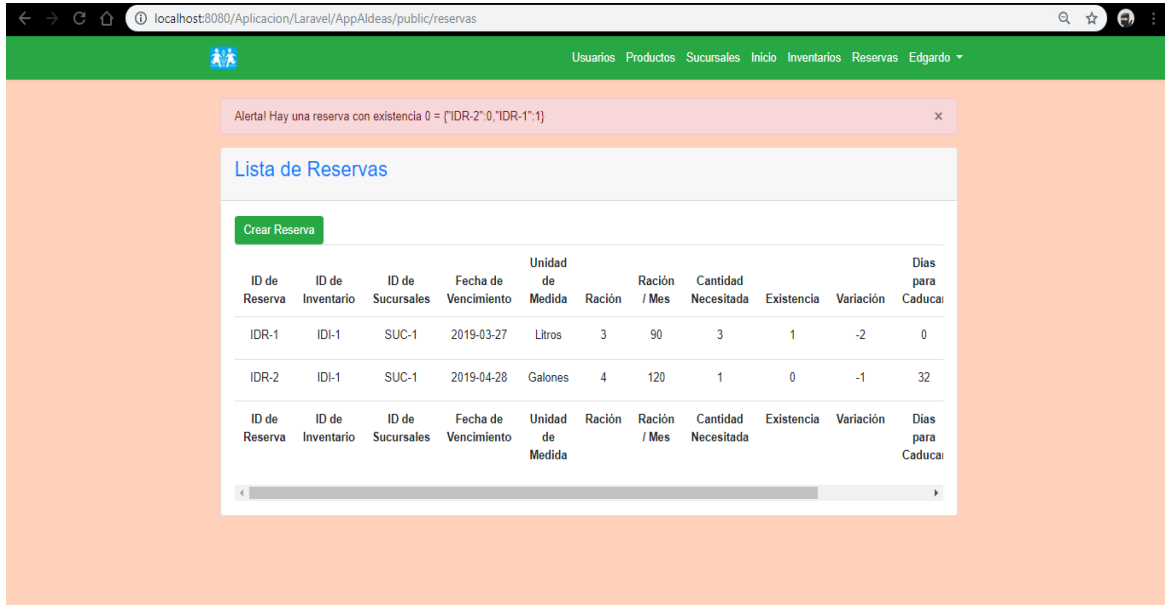 localhost:8080/Aplicacion/Laravel/AppAIdeas/public/reservas
Usuarios Productos Sucursales Inicio Inventarios Reservas Edgardo
Alerta! Hay una reserva con existencia 0 = {"IDR-2":0,"IDR-1":1} ×
Lista de Reservas
Crear Reserva
ID de Reserva ID de Inventario ID de Sucursales Fecha de Vencimiento Unidad de Medida Ración Ración / Mes Cantidad Necesitada Existencia Variación Dias para Caducar
IDR-1 IDI-1 SUC-1 2019-03-27 Litros 3 90 3 1 -2 0
IDR-2 IDI-1 SUC-1 2019-04-28 Galones 4 120 1 0 -1 32
ID de Reserva ID de Inventario ID de Sucursales Fecha de Vencimiento Unidad de Medida Ración Ración / Mes Cantidad Necesitada Existencia Variación Dias para Caducar